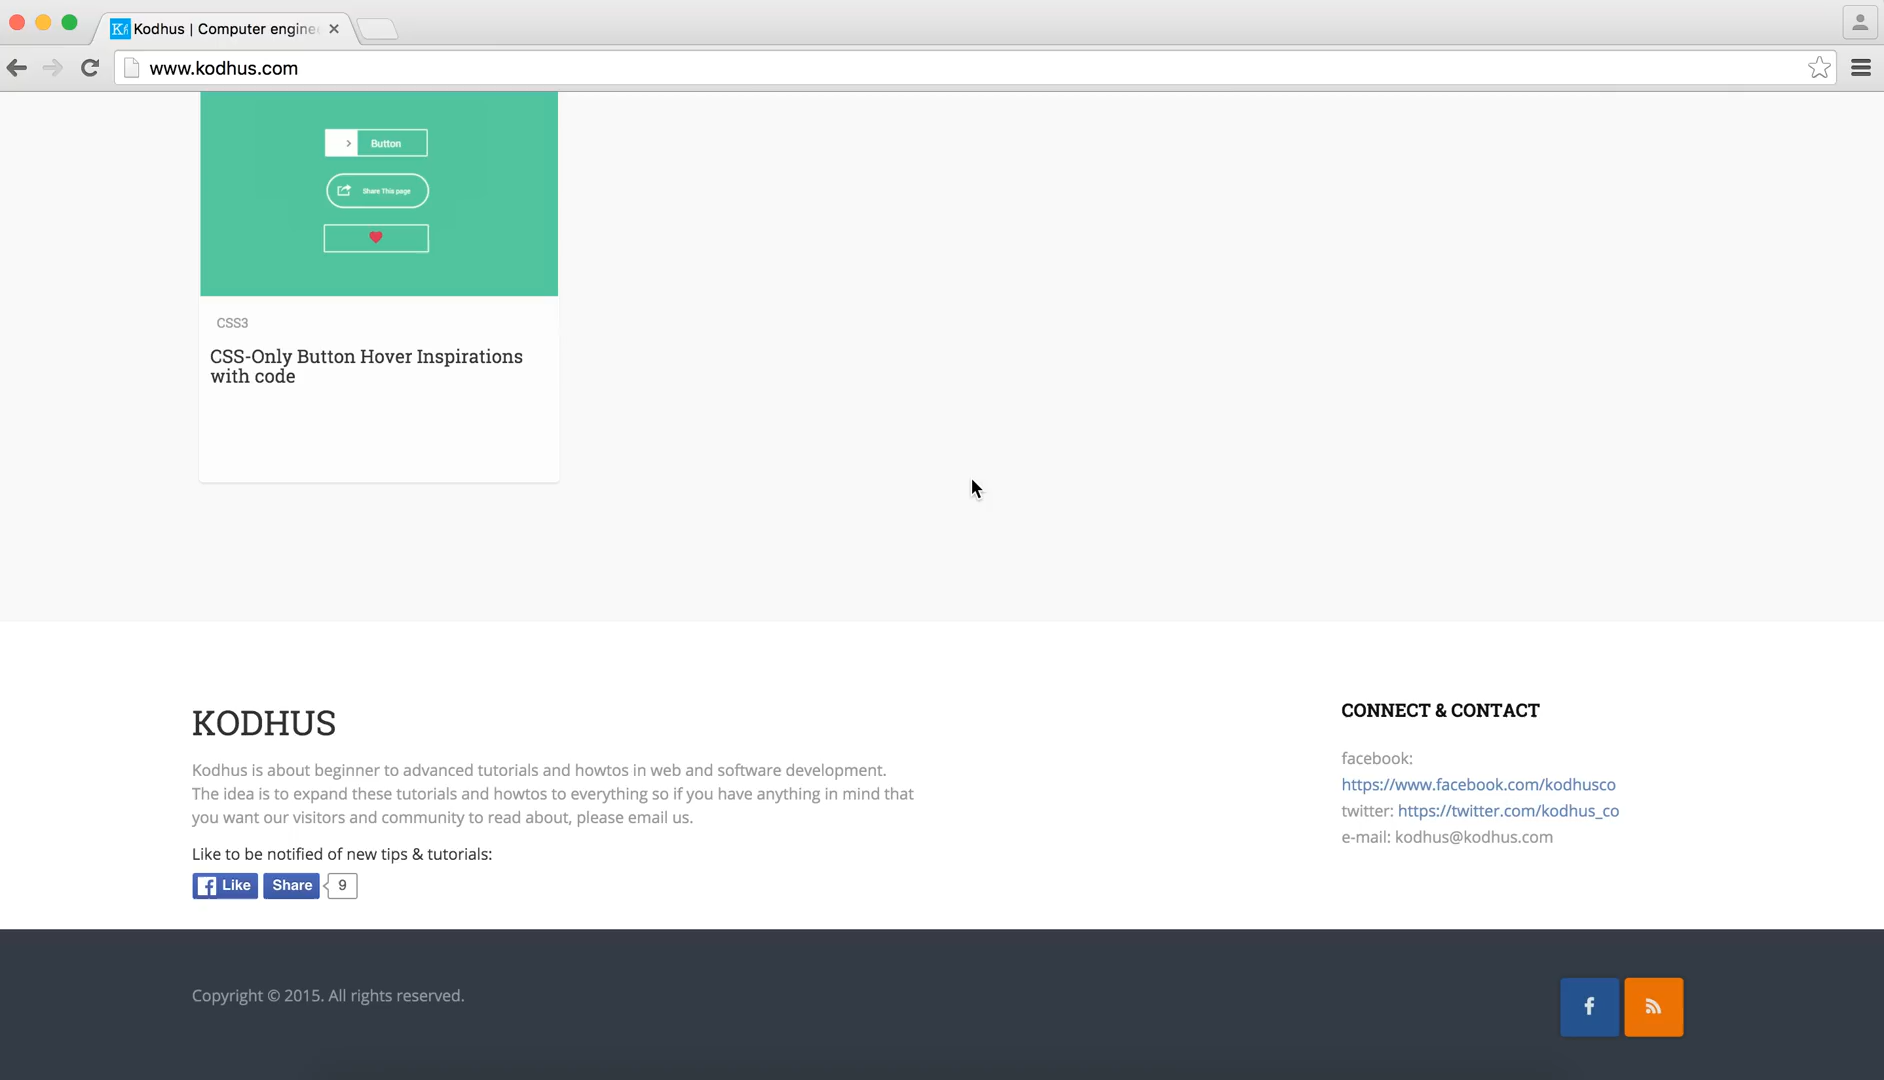 Kodhus | Computer engine
www.kodhus.com
Button
Share This page
CSS3
CSS-Only Button Hover Inspirations
with code
KODHUS
Kodhus is about beginner to advanced tutorials and howtos in web and software development.
The idea is to expand these tutorials and howtos to everything so if you have anything in mind that
you want our visitors and community to read about, please email us.
Like to be notified of new tips & tutorials:
Like Share 9
CONNECT & CONTACT
facebook:
https://www.facebook.com/kodhusco
twitter: https://twitter.com/kodhus_co
e-mail: kodhus@kodhus.com
Copyright © 2015. All rights reserved.